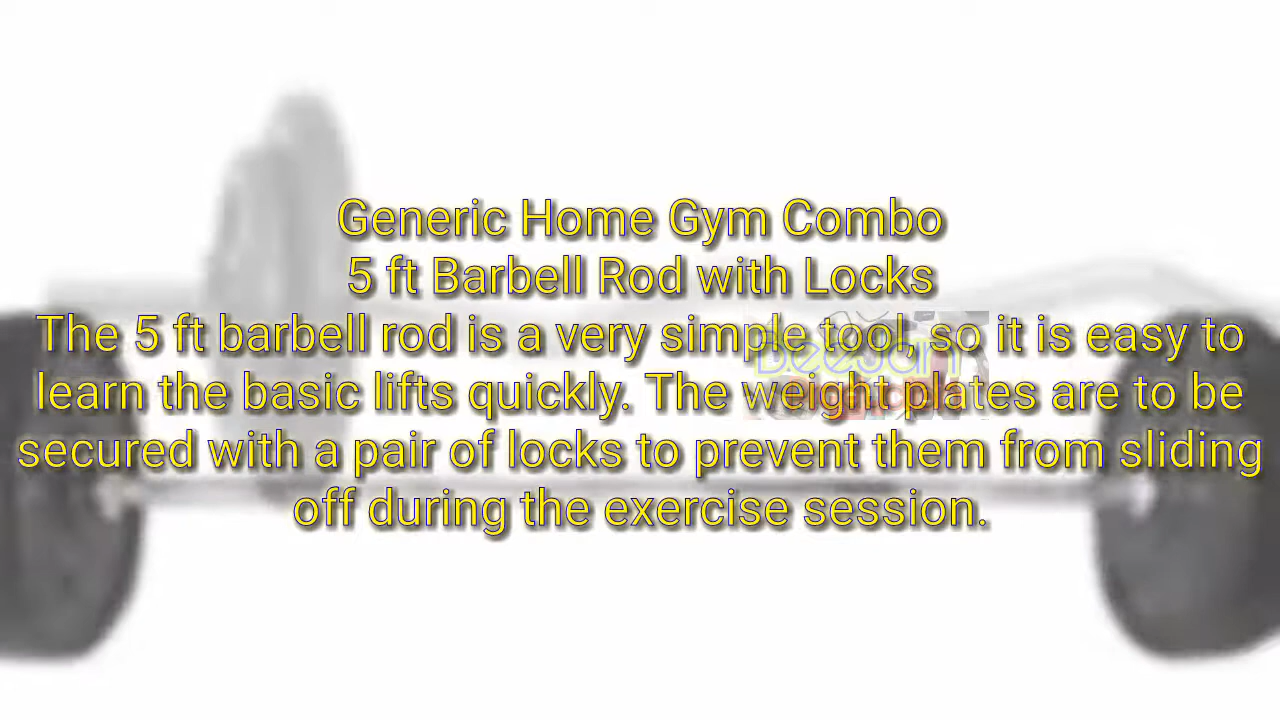 Generic Home Gym Combo
5 ft Barbell Rod with Locks
The 5 ft barbell rod is a very simple tool, so it is easy to
learn the basic lifts quickly. The weight plates are to be
secured with a pair of locks to prevent them from sliding
off during the exercise session.
BeeJan